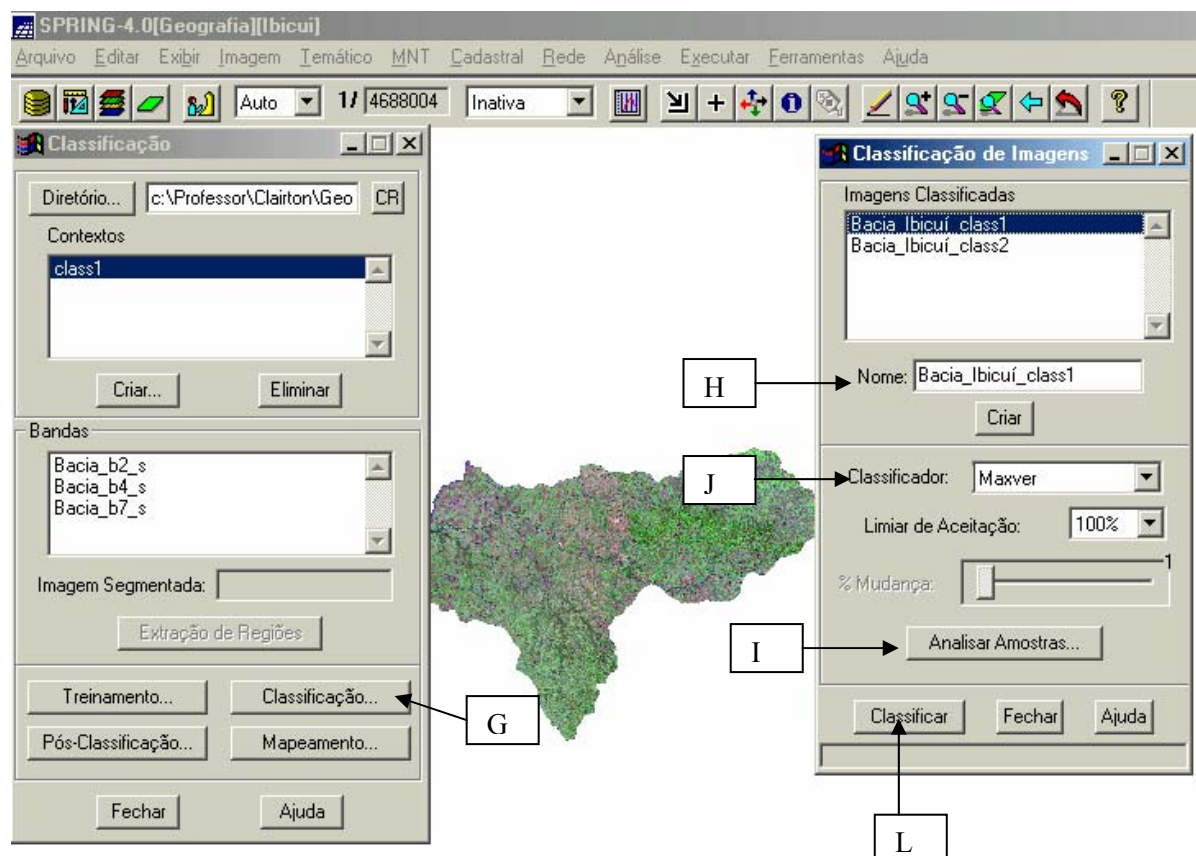 SPRING-4.0[Geografia][Ibicui]
Arquivo Editar Exibir Imagem Temático MNT Cadastral Rede Análise Executar Ferramentas Ajuda
Auto 1/ 4688004 Inativa
Classificação
Diretório... c:\Professor\Clairton\Geo CR
Contextos
class1
Criar... Eliminar
Bandas
Bacia_b2_s
Bacia_b4_s
Bacia_b7_s
Imagem Segmentada:
Extração de Regiões
Treinamento... Classificação...
Pós-Classificação... Mapeamento...
Fechar Ajuda
G
H
J
I
L
Classificação de Imagens
Imagens Classificadas
Bacia_Ibicuí_class1
Bacia_Ibicuí_class2
Nome: Bacia_Ibicuí_class1
Criar
Classificador: Maxver
Limiar de Aceitação: 100%
1
% Mudança:
Analisar Amostras...
Classificar Fechar Ajuda